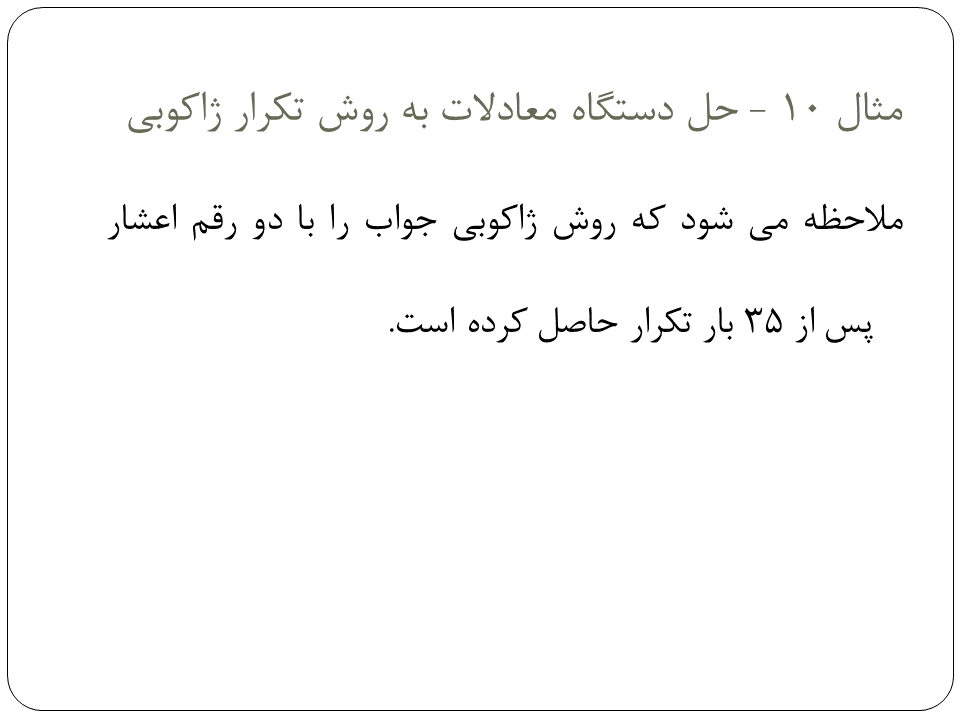 مثال ۱۰ - حل دستگاه معادلات به روش تکرار ژاکوبی
ملاحظه می شود که روش ژاکوبی جواب را با دو رقم اعشار
پس از ۳۵ بار تکرار حاصل کرده است.